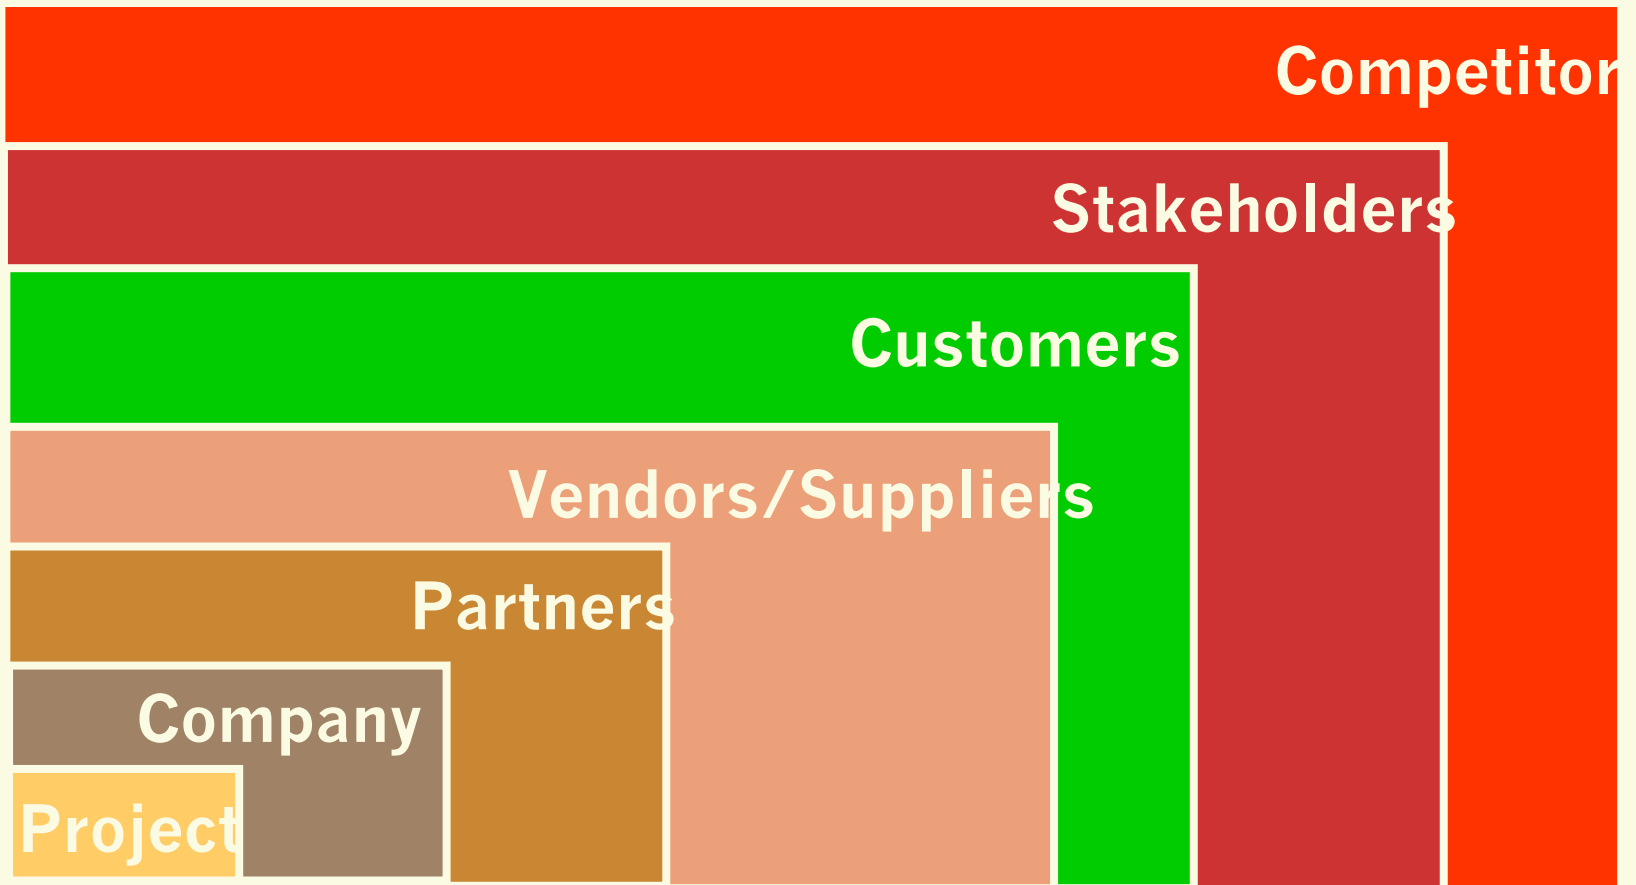 Competitor
Stakeholders
Customers
Vendors/Suppliers
Partners
Company
Project